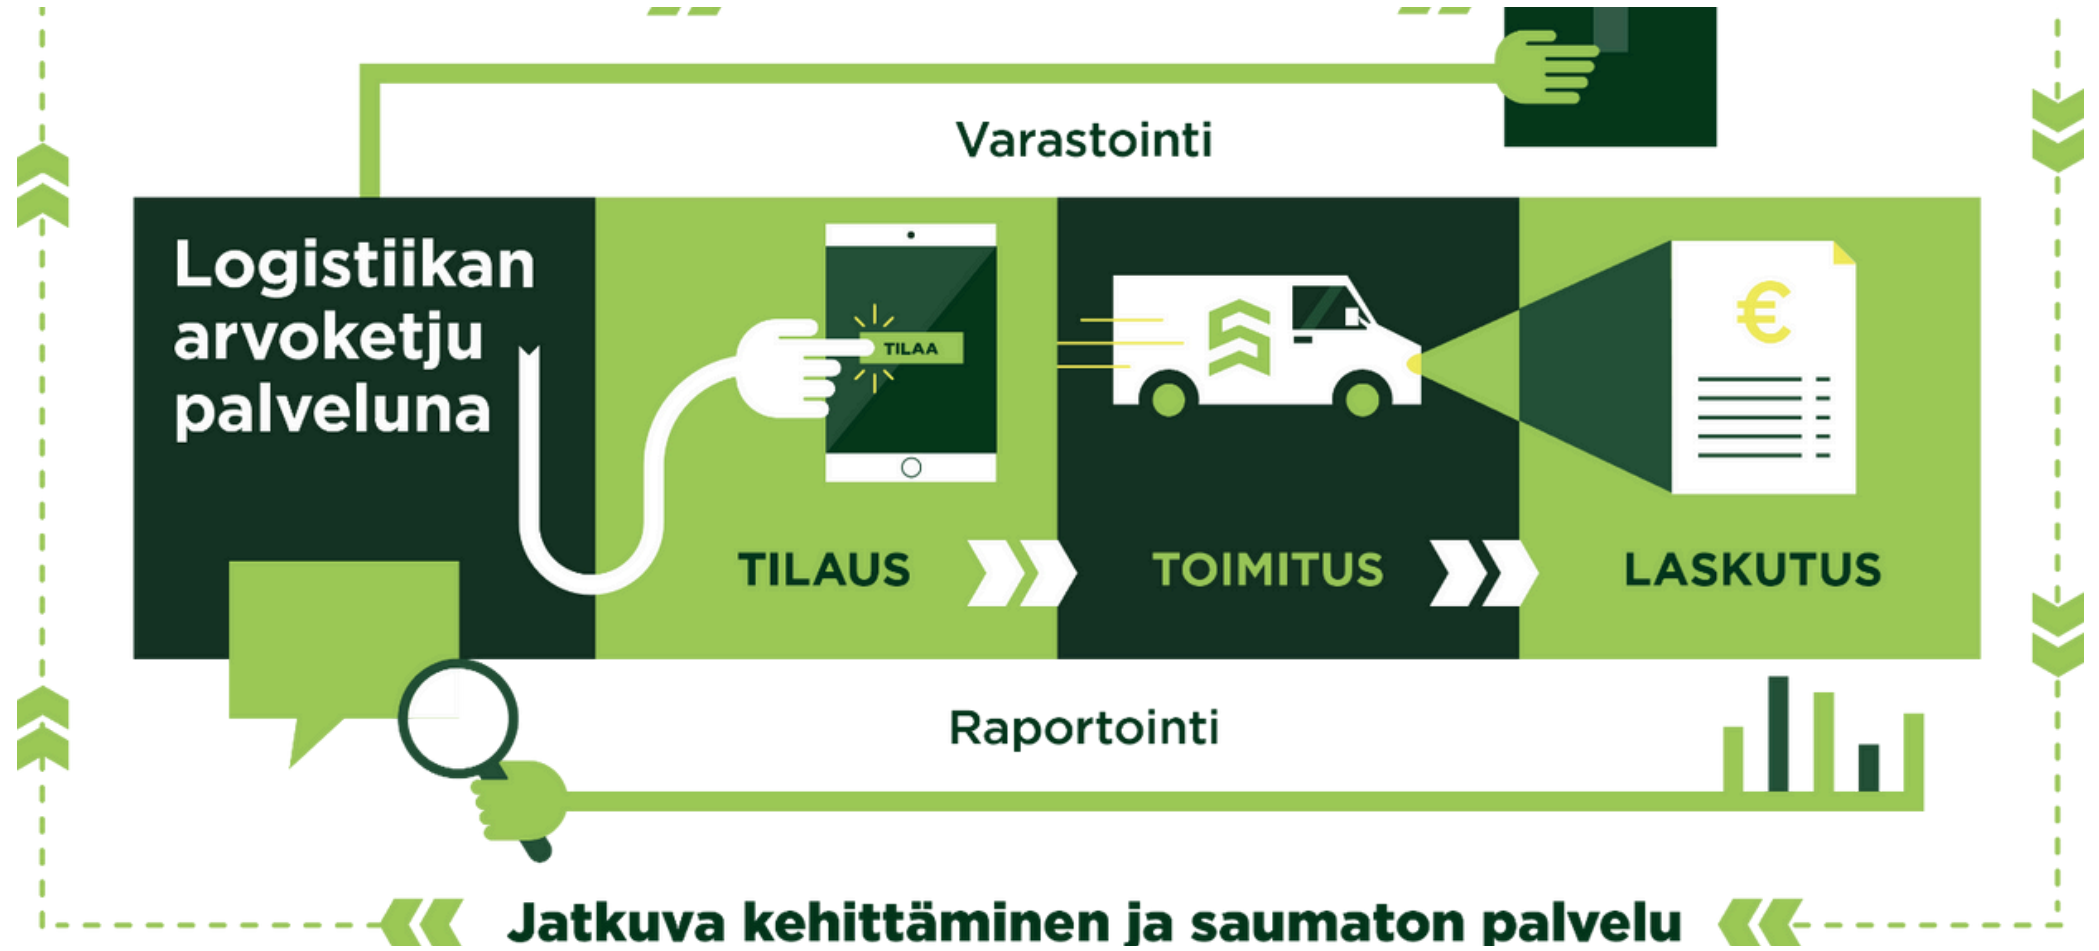 Varastointi
Logistiikan
arvoketju
palveluna
TILAA
TILAUS
TOIMITUS
LASKUTUS
€
Raportointi
Jatkuva kehittäminen ja saumaton palvelu